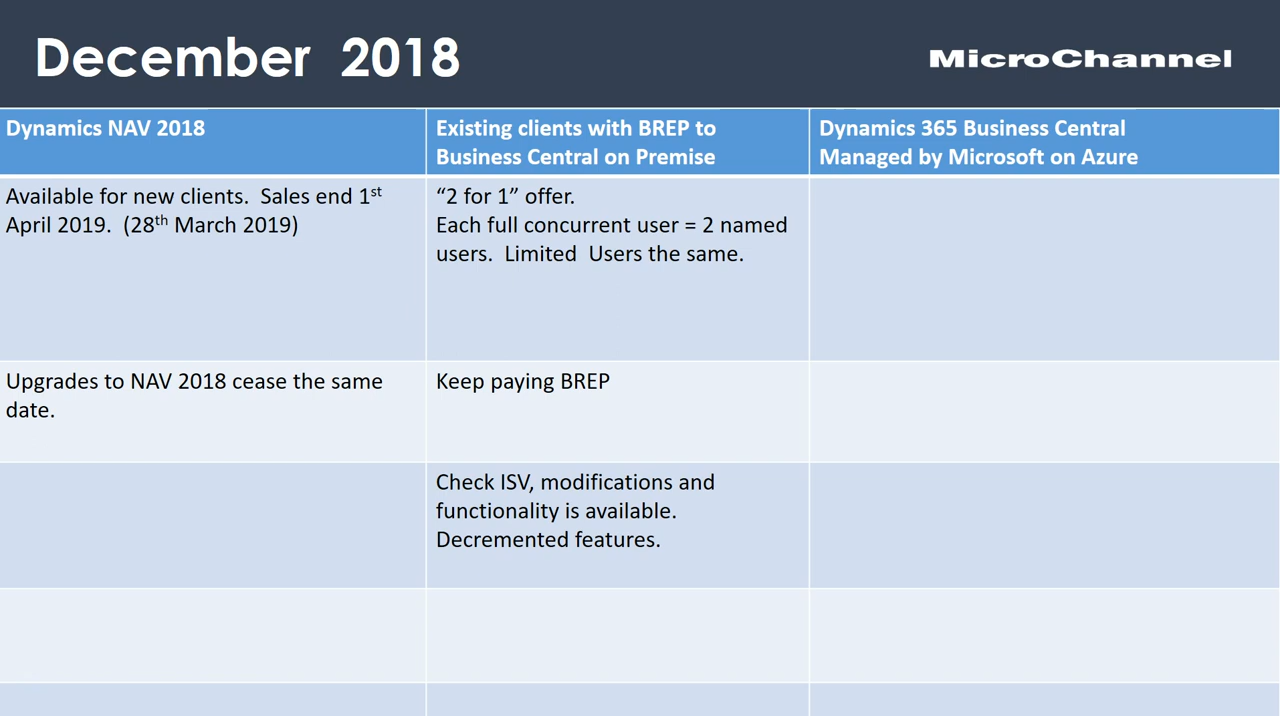 December 2018
MicroChannel
Dynamics NAV 2018
Existing clients with BREP to
Business Central on Premise
Dynamics 365 Business Central
Managed by Microsoft on Azure
Available for new clients. Sales end 1st
April 2019. (28th March 2019)
“2 for 1” offer.
Each full concurrent user = 2 named
users. Limited Users the same.
Upgrades to NAV 2018 cease the same
date.
Keep paying BREP
Check ISV, modifications and
functionality is available.
Decremented features.